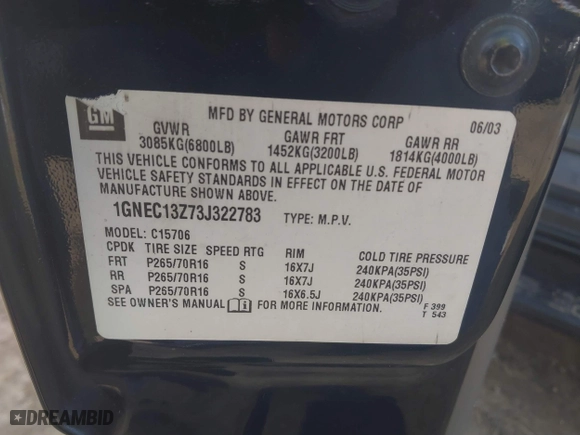 GM
MFD BY GENERAL MOTORS CORP 06/03
GVWR GAWR FRT GAWR RR
3085KG(6800LB) 1452KG(3200LB) 1814KG(4000LB)
THIS VEHICLE CONFORMS TO ALL APPLICABLE U.S. FEDERAL MOTOR
VEHICLE SAFETY STANDARDS IN EFFECT ON THE DATE OF
MANUFACTURE SHOWN ABOVE.
1GNEC13Z73J322783 TYPE: M.P.V.
MODEL: C15706
CPDK TIRE SIZE SPEED RTG RIM COLD TIRE PRESSURE
FRT P265/70R16 S 16X7J 240KPA(35PSI)
RR P265/70R16 S 16X7J 240KPA(35PSI)
SPA P265/70R16 S 16X6.5J 240KPA(35PSI)
SEE OWNER'S MANUAL FOR MORE INFORMATION. F 399
T 543
DREAMBID